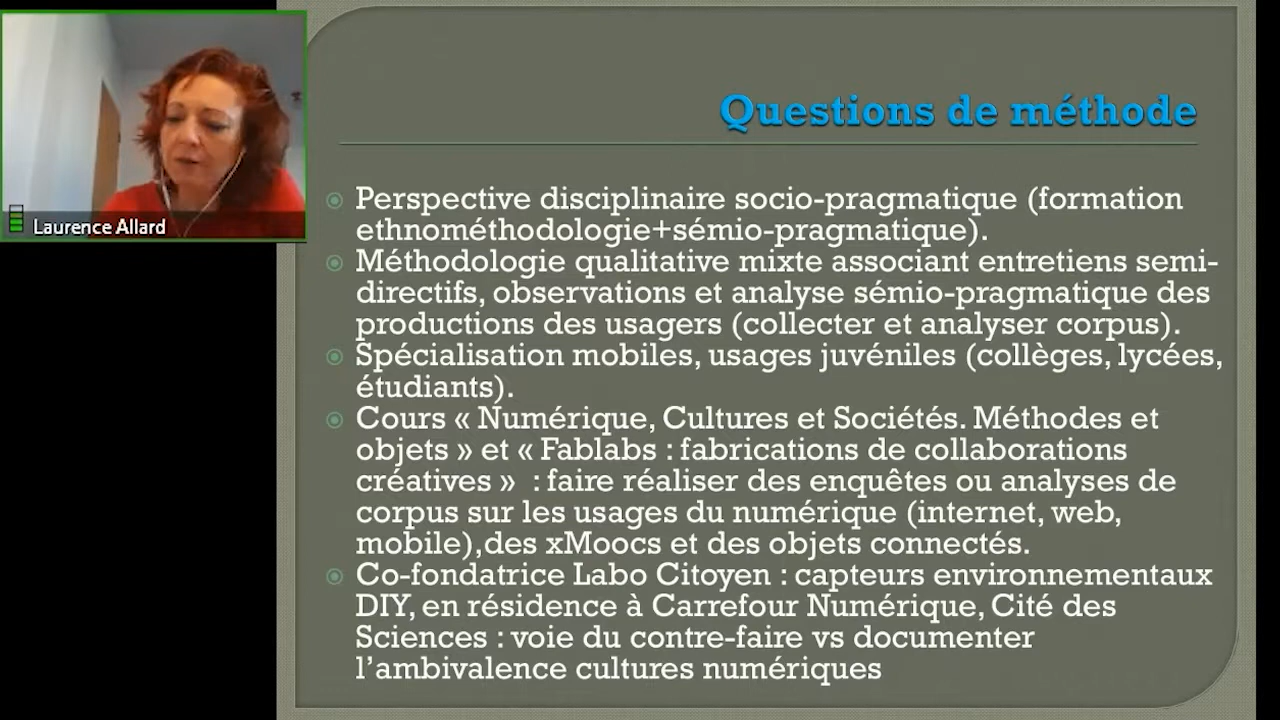 Laurence Allard
Questions de méthode
Perspective disciplinaire socio-pragmatique (formation
ethnométhodologie+sémio-pragmatique).
Méthodologie qualitative mixte associant entretiens semi-
directifs, observations et analyse sémio-pragmatique des
productions des usagers (collecter et analyser corpus).
Spécialisation mobiles, usages juvéniles (collèges, lycées,
étudiants).
Cours « Numérique, Cultures et Sociétés. Méthodes et
objets » et « Fablabs : fabrications de collaborations
créatives »  : faire réaliser des enquêtes ou analyses de
corpus sur les usages du numérique (internet, web,
mobile),des xMoocs et des objets connectés.
Co-fondatrice Labo Citoyen : capteurs environnementaux
DIY, en résidence à Carrefour Numérique, Cité des
Sciences : voie du contre-faire vs documenter
l'ambivalence cultures numériques